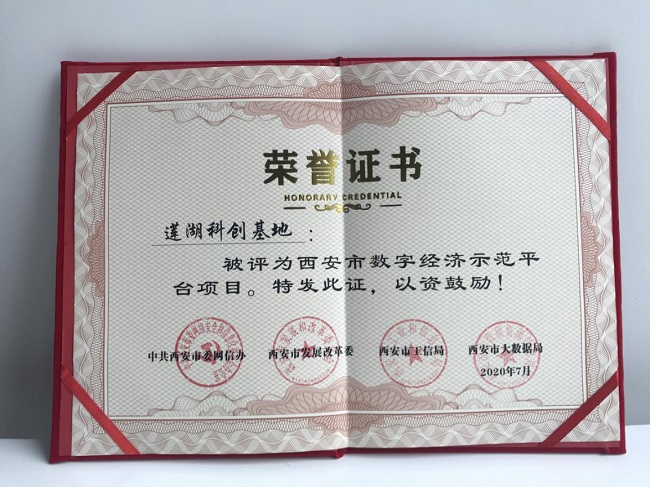 荣誉证书
HONORARY CREDENTIAL
莲湖科创基地：
被评为西安市数字经济示范平
台项目。特发此证，以资鼓励！
中共西安市委网信办 西安市发展改革委 西安市工信局 西安市大数据局
2020年7月